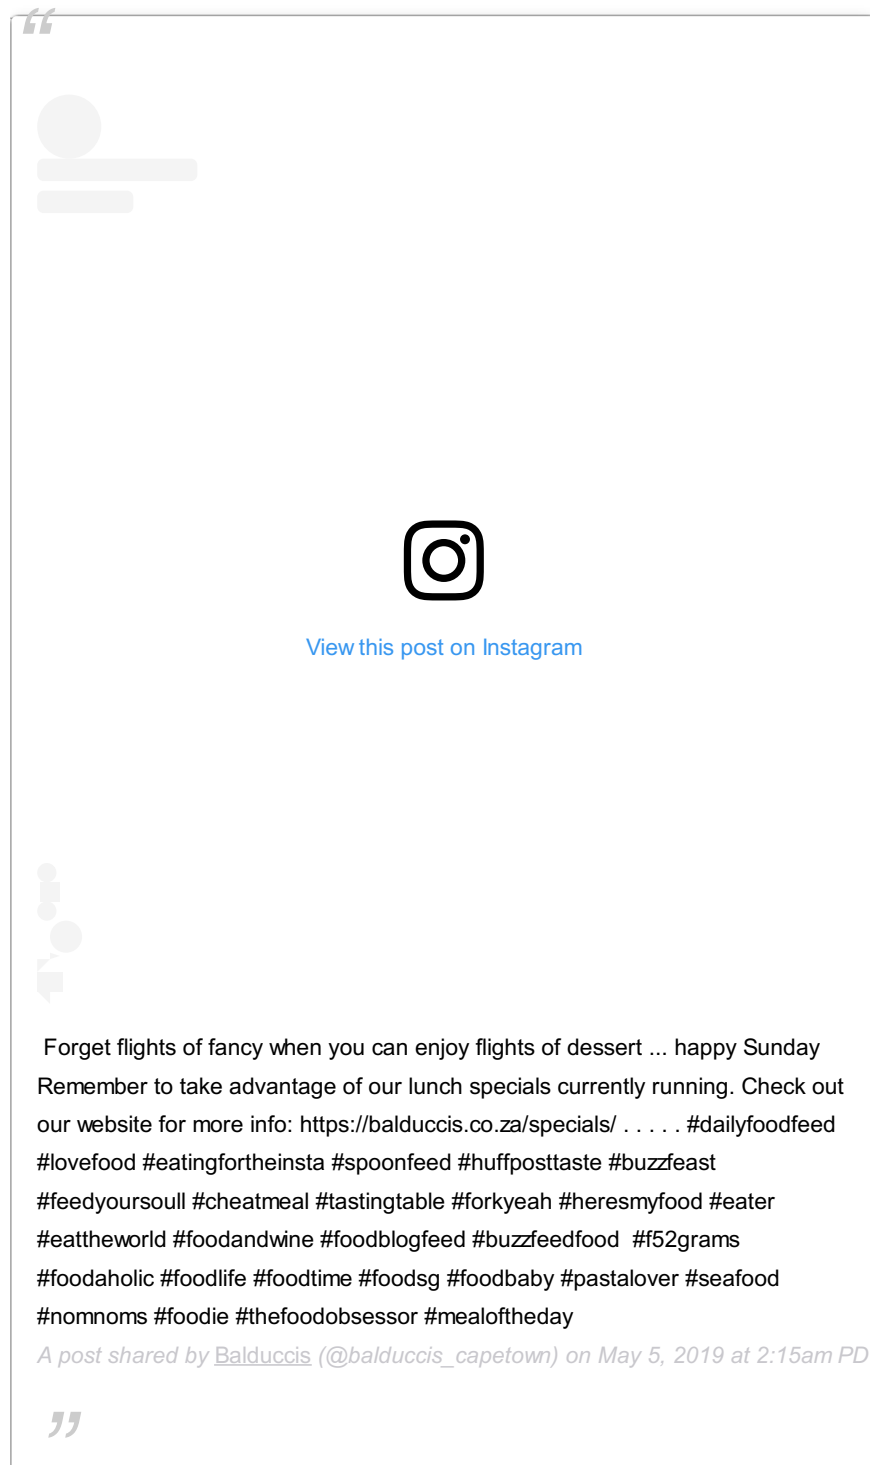 “
View this post on Instagram
Forget flights of fancy when you can enjoy flights of dessert ... happy Sunday
Remember to take advantage of our lunch specials currently running. Check out
our website for more info: https://balduccis.co.za/specials/ . . . . . #dailyfoodfeed
#lovefood #eatingfortheinsta #spoonfeed #huffposttaste #buzzfeast
#feedyoursoull #cheatmeal #tastingtable #forkyeah #heresmyfood #eater
#eattheworld #foodandwine #foodblogfeed #buzzfeedfood #f52grams
#foodaholic #foodlife #foodtime #foodsg #foodbaby #pastalover #seafood
#nomnoms #foodie #thefoodobsessor #mealoftheday
A post shared by Balduccis (@balduccis_capetown) on May 5, 2019 at 2:15am PD
”